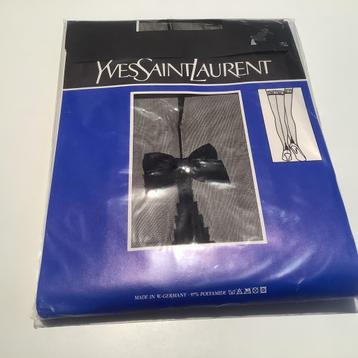 YVESSAINTLAURENT
MADE IN W.-GERMANY · 97% POLYAMIDE